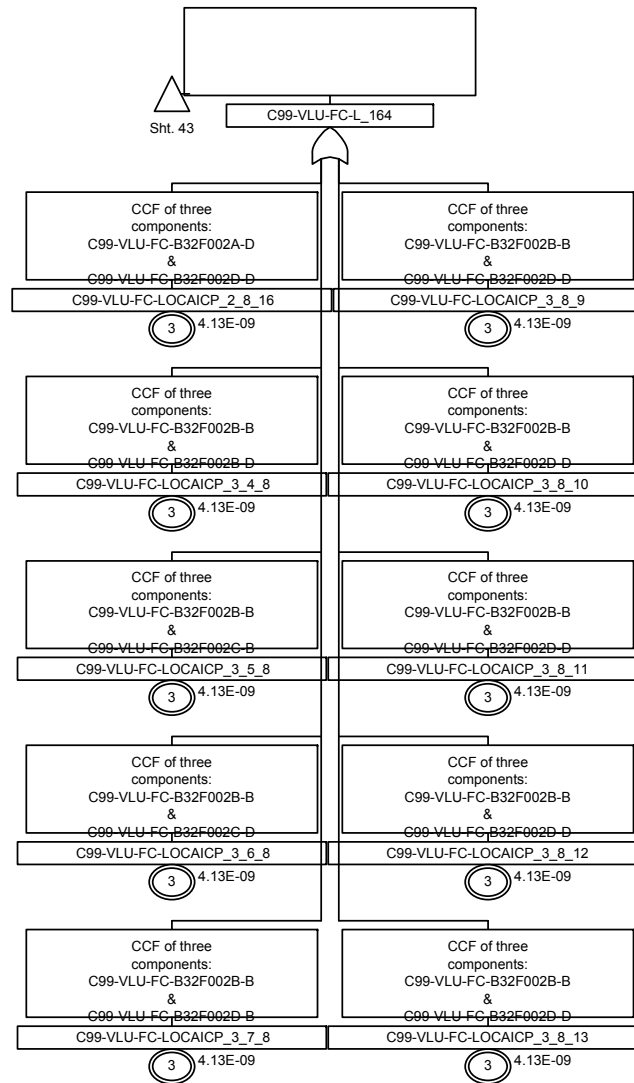 C99-VLU-FC-L_164
Sht. 43
CCF of three
components:
C99-VLU-FC-B32F002A-D
&
C99-VLU-FC-B32F002D-D
C99-VLU-FC-LOCAICP_2_8_16
3
4.13E-09
CCF of three
components:
C99-VLU-FC-B32F002B-B
&
C99-VLU-FC-B32F002D-D
C99-VLU-FC-LOCAICP_3_8_9
3
4.13E-09
CCF of three
components:
C99-VLU-FC-B32F002B-B
&
C99-VLU-FC-B32F002B-D
C99-VLU-FC-LOCAICP_3_4_8
3
4.13E-09
CCF of three
components:
C99-VLU-FC-B32F002B-B
&
C99-VLU-FC-B32F002D-D
C99-VLU-FC-LOCAICP_3_8_10
3
4.13E-09
CCF of three
components:
C99-VLU-FC-B32F002B-B
&
C99-VLU-FC-B32F002C-B
C99-VLU-FC-LOCAICP_3_5_8
3
4.13E-09
CCF of three
components:
C99-VLU-FC-B32F002B-B
&
C99-VLU-FC-B32F002D-D
C99-VLU-FC-LOCAICP_3_8_11
3
4.13E-09
CCF of three
components:
C99-VLU-FC-B32F002B-B
&
C99-VLU-FC-B32F002C-D
C99-VLU-FC-LOCAICP_3_6_8
3
4.13E-09
CCF of three
components:
C99-VLU-FC-B32F002B-B
&
C99-VLU-FC-B32F002D-D
C99-VLU-FC-LOCAICP_3_8_12
3
4.13E-09
CCF of three
components:
C99-VLU-FC-B32F002B-B
&
C99-VLU-FC-B32F002D-B
C99-VLU-FC-LOCAICP_3_7_8
3
4.13E-09
CCF of three
components:
C99-VLU-FC-B32F002B-B
&
C99-VLU-FC-B32F002D-D
C99-VLU-FC-LOCAICP_3_8_13
3
4.13E-09